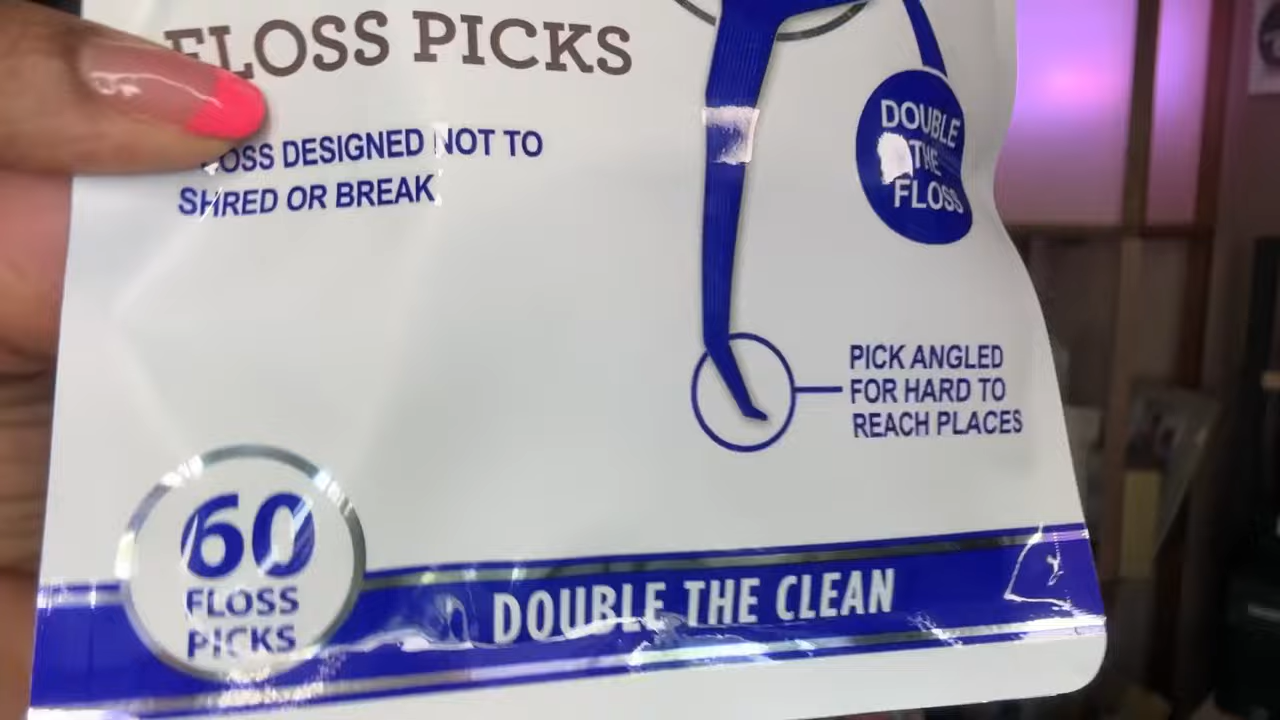 FLOSS PICKS
FLOSS DESIGNED NOT TO
SHRED OR BREAK
DOUBLE
THE
FLOSS
PICK ANGLED
FOR HARD TO
REACH PLACES
60
FLOSS
PICKS
DOUBLE THE CLEAN